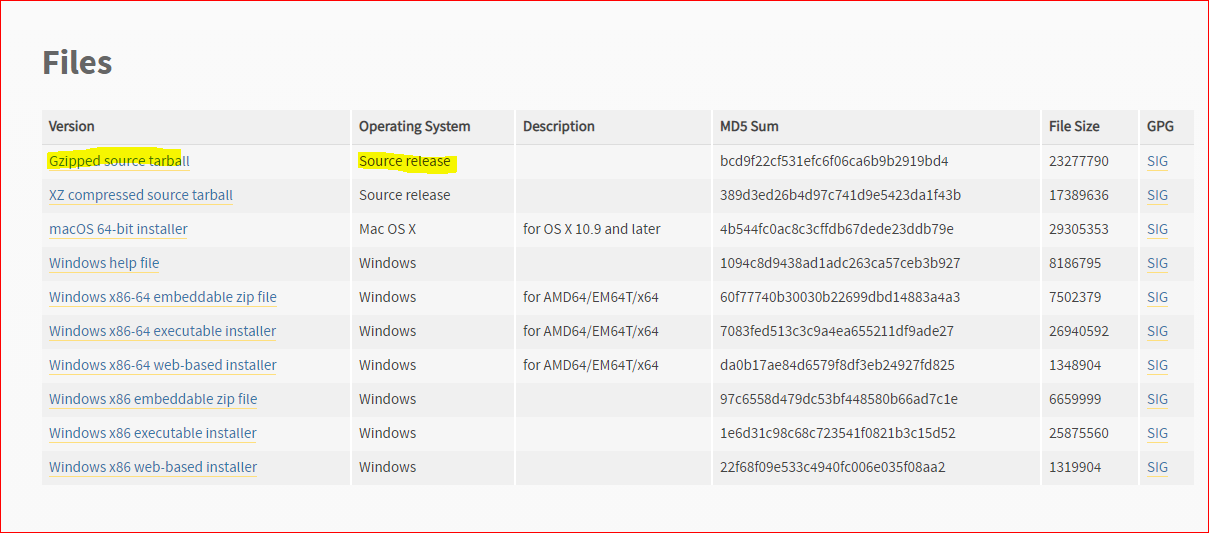 Files
Version Operating System Description MD5 Sum File Size GPG
Gzipped source tarball Source release bcd9f22cf531efc6f06ca6b9b2919bd4 23277790 SIG
XZ compressed source tarball Source release 389d3ed26b4d97c741d9e5423da1f43b 17389636 SIG
macOS 64-bit installer Mac OS X for OS X 10.9 and later 4b544fc0ac8c3cffdb67dede23ddb79e 29305353 SIG
Windows help file Windows 1094c8d9438ad1adc263ca57ceb3b927 8186795 SIG
Windows x86-64 embeddable zip file Windows for AMD64/EM64T/x64 60f77740b30030b22699dbd14883a4a3 7502379 SIG
Windows x86-64 executable installer Windows for AMD64/EM64T/x64 7083fed513c3c9a4ea655211df9ade27 26940592 SIG
Windows x86-64 web-based installer Windows for AMD64/EM64T/x64 da0b17ae84d6579f8df3eb24927fd825 1348904 SIG
Windows x86 embeddable zip file Windows 97c6558d479dc53bf448580b66ad7c1e 6659999 SIG
Windows x86 executable installer Windows 1e6d31c98c68c723541f0821b3c15d52 25875560 SIG
Windows x86 web-based installer Windows 22f68f09e533c4940fc006e035f08aa2 1319904 SIG